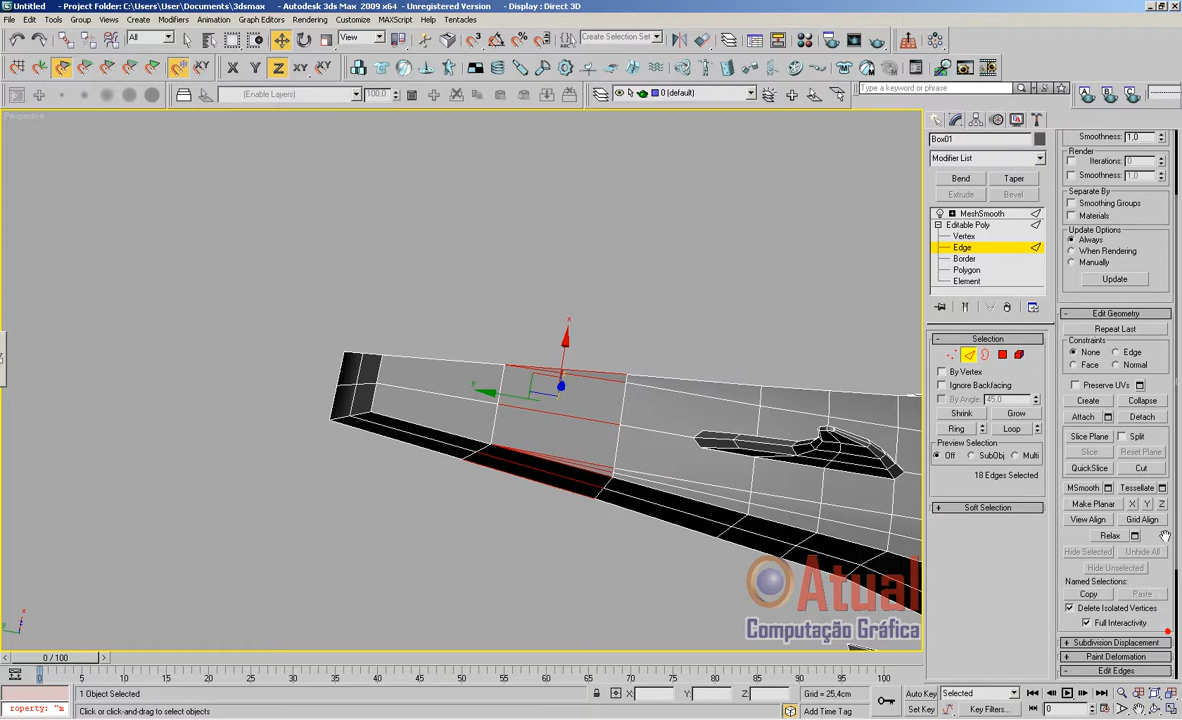 Untitled - Project Folder: C:\Users\User\Documents\3dsmax - Autodesk 3ds Max 2009 x64 - Unregistered Version - Display : Direct 3D
File Edit Tools Group Views Create Modifiers Animation Graph Editors Rendering Customize MAXScript Help Tentacles
All View Create Selection Set
X Y Z XY XY
(Enable Layers) 100,0 0 (default) Type a keyword or phrase A B C
Perspective
Box01
Modifier List
Bend Taper
Extrude Bevel
MeshSmooth
Editable Poly
Vertex
Edge
Border
Polygon
Element
Selection
By Vertex
Ignore Backfacing
By Angle: 45,0
Shrink Grow
Ring Loop
Preview Selection
Off SubObj Multi
18 Edges Selected
Soft Selection
Smoothness: 1,0
Render
Iterations: 0
Smoothness: 1,0
Separate By
Smoothing Groups
Materials
Update Options
Always
When Rendering
Manually
Update
Edit Geometry
Repeat Last
Constraints
None Edge
Face Normal
Preserve UVs
Create Collapse
Attach Detach
Slice Plane Split
Slice Reset Plane
QuickSlice Cut
MSmooth Tessellate
Make Planar X Y Z
View Align Grid Align
Relax
Hide Selected Unhide All
Hide Unselected
Named Selections:
Copy Paste
Delete Isolated Vertices
Full Interactivity
Subdivision Displacement
Paint Deformation
Edit Edges
x
y
x
Atual
Computação Gráfica
0 / 100
0 5 10 15 20 25 30 35 40 45 50 55 60 65 70 75 80 85 90 95 100
1 Object Selected X: Y: Z: Grid = 25,4cm Auto Key Selected
roperty: "m Click or click-and-drag to select objects Add Time Tag Set Key Key Filters... 0